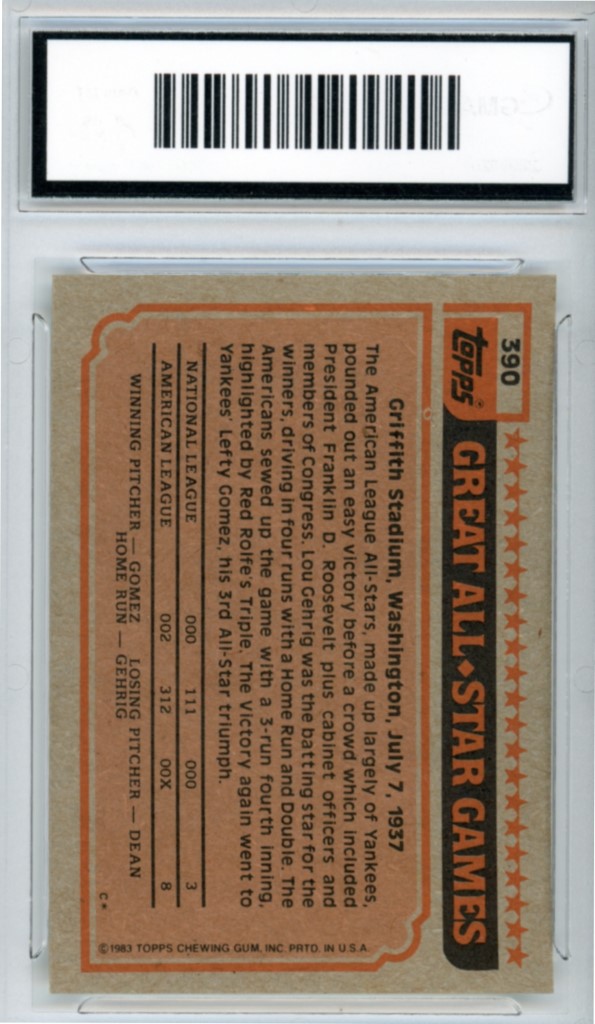 390
topps
GREAT ALL◆STAR GAMES
Griffith Stadium, Washington, July 7, 1937
The American League All-Stars, made up largely of Yankees,
pounded out an easy victory before a crowd which included
President Franklin D. Roosevelt plus cabinet officers and
members of Congress. Lou Gehrig was the batting star for the
winners, driving in four runs with a Home Run and Double. The
Americans sewed up the game with a 3-run fourth inning,
highlighted by Red Rolfe's Triple. The Victory again went to
Yankees' Lefty Gomez, his 3rd All-Star triumph.
NATIONAL LEAGUE 000 111 000 3
AMERICAN LEAGUE 002 312 00X 8
WINNING PITCHER — GOMEZ LOSING PITCHER — DEAN
HOME RUN — GEHRIG
C*
©1983 TOPPS CHEWING GUM, INC. PRTD. IN U.S.A.